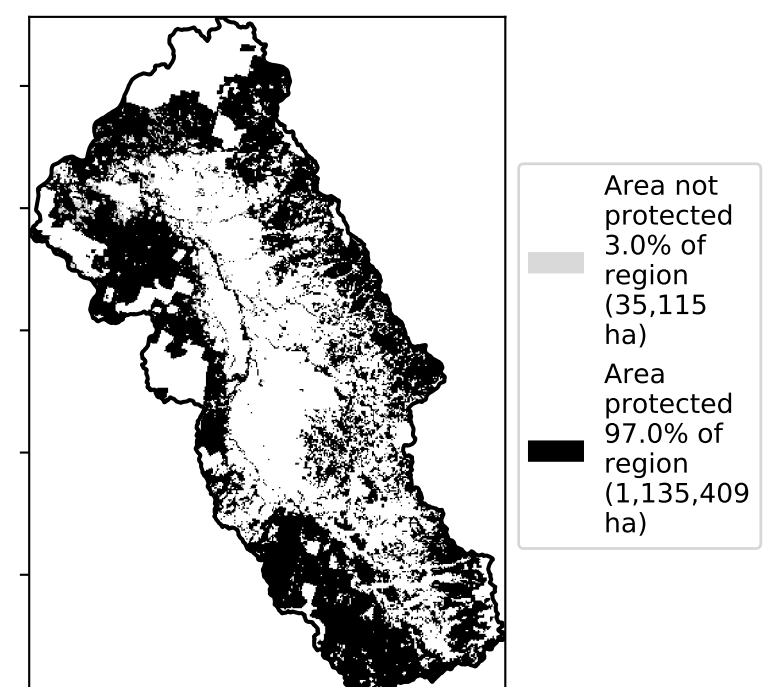 Area not
protected
3.0% of
region
(35,115
ha)
Area
protected
97.0% of
region
(1,135,409
ha)